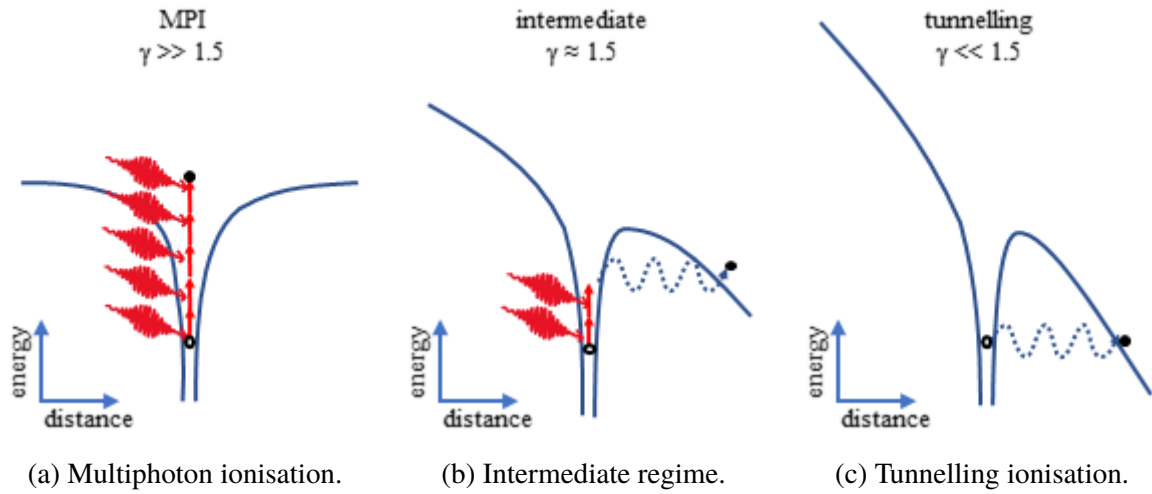 MPI
γ >> 1.5
energy
distance
(a) Multiphoton ionisation.
intermediate
γ ≈ 1.5
energy
distance
(b) Intermediate regime.
tunnelling
γ << 1.5
energy
distance
(c) Tunnelling ionisation.